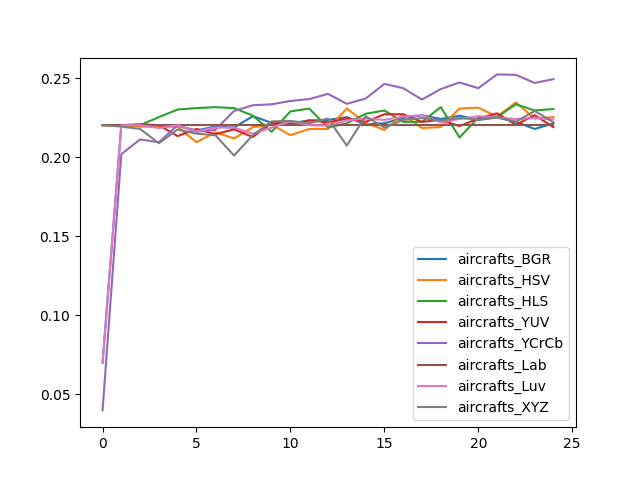 0.25
0.20
0.15
0.10
0.05
0
5
10
15
20
25
aircrafts_BGR
aircrafts_HSV
aircrafts_HLS
aircrafts_YUV
aircrafts_YCrCb
aircrafts_Lab
aircrafts_Luv
aircrafts_XYZ